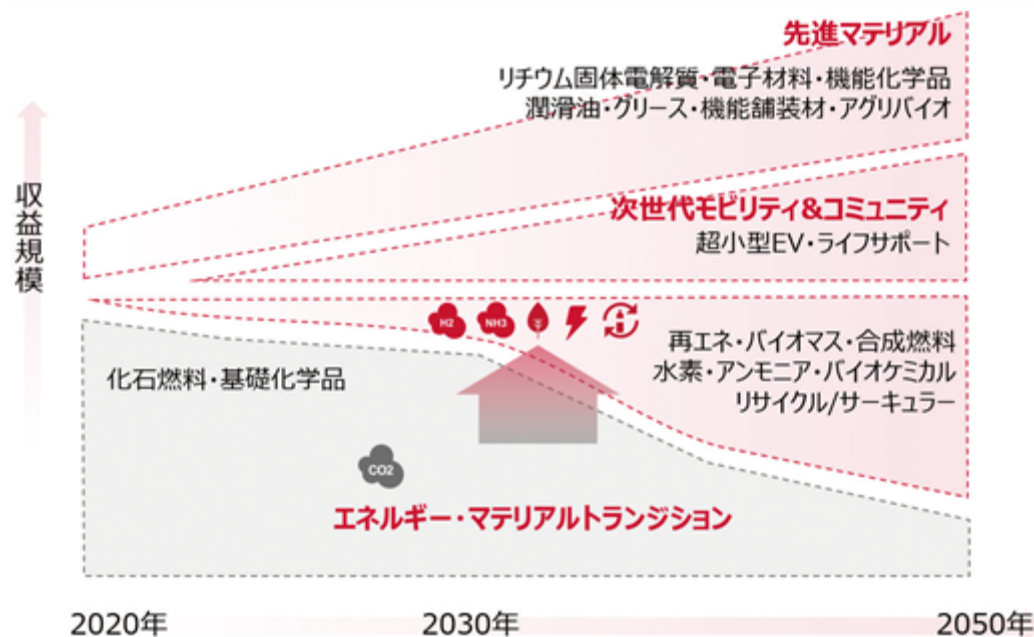 先進マテリアル
リチウム固体電解質・電子材料・機能化学品
潤滑油・グリース・機能舗装材・アグリバイオ
収益規模
次世代モビリティ&コミュニティ
超小型EV・ライフサポート
H2
NH3
再エネ・バイオマス・合成燃料
水素・アンモニア・バイオケミカル
リサイクル/サーキュラー
化石燃料・基礎化学品
CO2
エネルギー・マテリアルトランジション
2020年
2030年
2050年